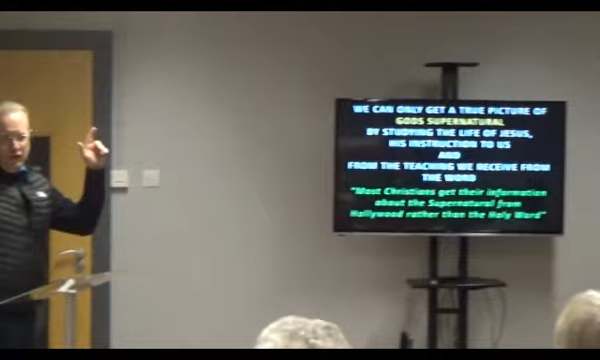 WE CAN ONLY GET A TRUE PICTURE OF
GODS SUPERNATURAL
BY STUDYING THE LIFE OF JESUS,
HIS INSTRUCTION TO US
AND
FROM THE TEACHING WE RECEIVE FROM
THE WORD
"Most Christians get their information
about the Supernatural from
Hollywood rather than the Holy Word"